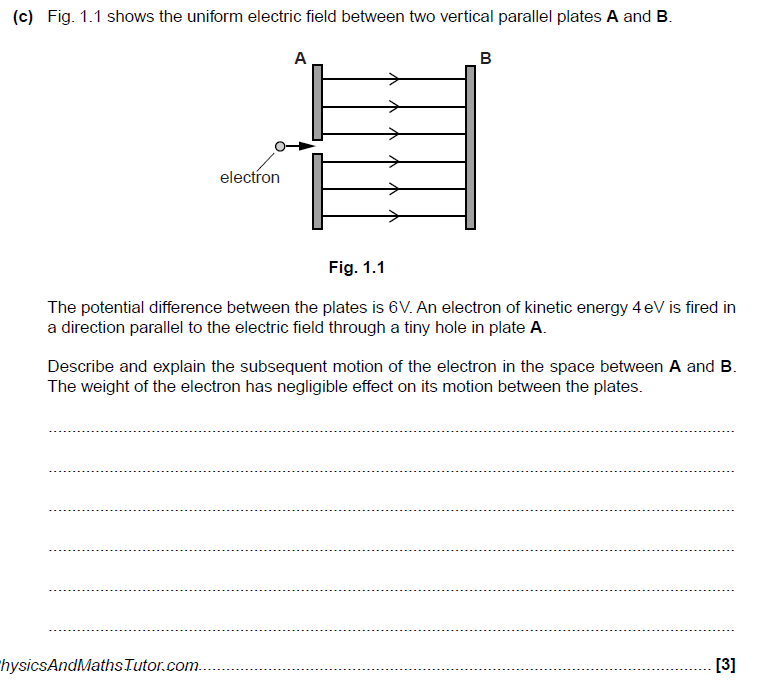 (c) Fig. 1.1 shows the uniform electric field between two vertical parallel plates A and B.
A
B
electron
Fig. 1.1
The potential difference between the plates is 6V. An electron of kinetic energy 4 eV is fired in
a direction parallel to the electric field through a tiny hole in plate A.
Describe and explain the subsequent motion of the electron in the space between A and B.
The weight of the electron has negligible effect on its motion between the plates.
hysicsAndMathsTutor.com [3]